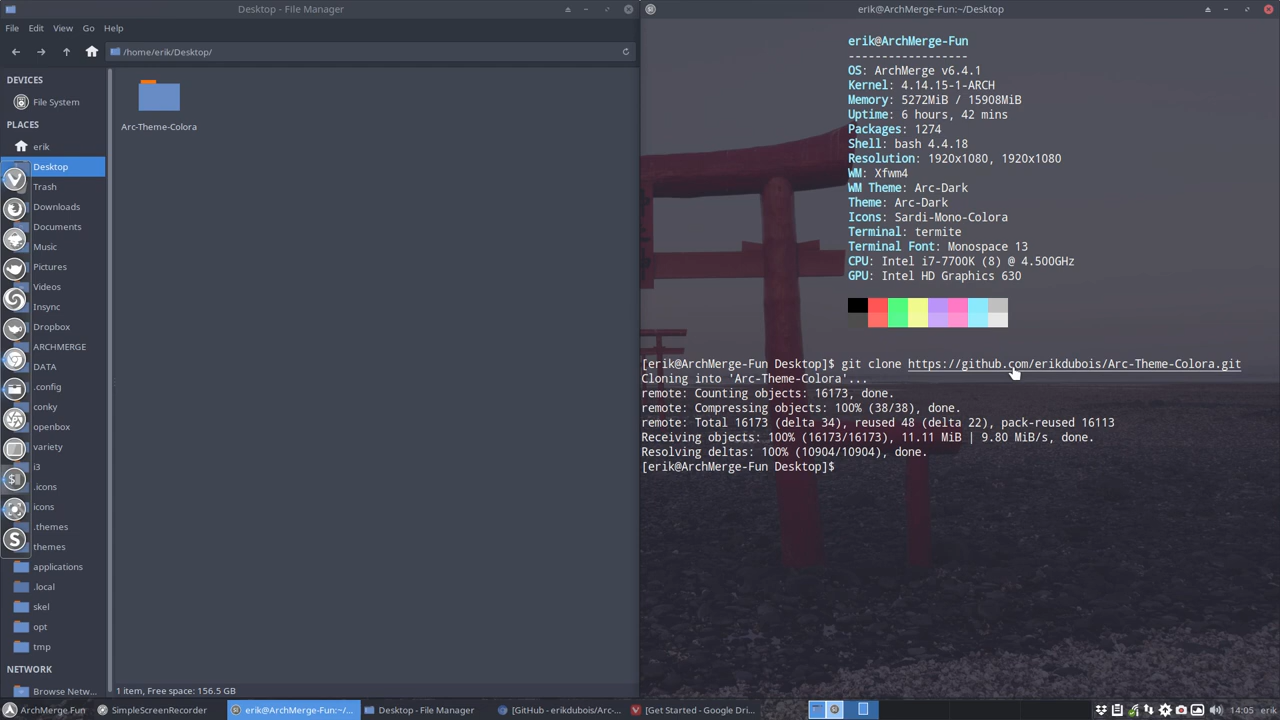 Desktop - File Manager
File Edit View Go Help
/home/erik/Desktop/
DEVICES
File System
PLACES
erik
Desktop
Trash
Downloads
Documents
Music
Pictures
Videos
Insync
Dropbox
ARCHMERGE
DATA
.config
conky
openbox
variety
i3
.icons
icons
.themes
themes
applications
.local
skel
opt
tmp
NETWORK
Browse Netw...
Arc-Theme-Colora
1 item, Free space: 156.5 GB
erik@ArchMerge-Fun:~/Desktop
erik@ArchMerge-Fun
------------------
OS: ArchMerge v6.4.1
Kernel: 4.14.15-1-ARCH
Memory: 5272MiB / 15908MiB
Uptime: 6 hours, 42 mins
Packages: 1274
Shell: bash 4.4.18
Resolution: 1920x1080, 1920x1080
WM: Xfwm4
WM Theme: Arc-Dark
Theme: Arc-Dark
Icons: Sardi-Mono-Colora
Terminal: termite
Terminal Font: Monospace 13
CPU: Intel i7-7700K (8) @ 4.500GHz
GPU: Intel HD Graphics 630
[erik@ArchMerge-Fun Desktop]$ git clone https://github.com/erikdubois/Arc-Theme-Colora.git
Cloning into 'Arc-Theme-Colora'...
remote: Counting objects: 16173, done.
remote: Compressing objects: 100% (38/38), done.
remote: Total 16173 (delta 34), reused 48 (delta 22), pack-reused 16113
Receiving objects: 100% (16173/16173), 11.11 MiB | 9.80 MiB/s, done.
Resolving deltas: 100% (10904/10904), done.
[erik@ArchMerge-Fun Desktop]$
ArchMerge Fun SimpleScreenRecorder erik@ArchMerge-Fun:~/... Desktop - File Manager [GitHub - erikdubois/Arc-... [Get Started - Google Dri... 14:05 erik